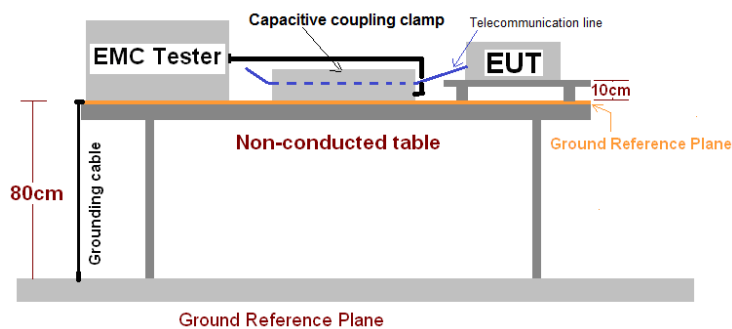 Capacitive coupling clamp
Telecommunication line
EMC Tester
EUT
10cm
Non-conducted table
Ground Reference Plane
80cm
Grounding cable
Ground Reference Plane